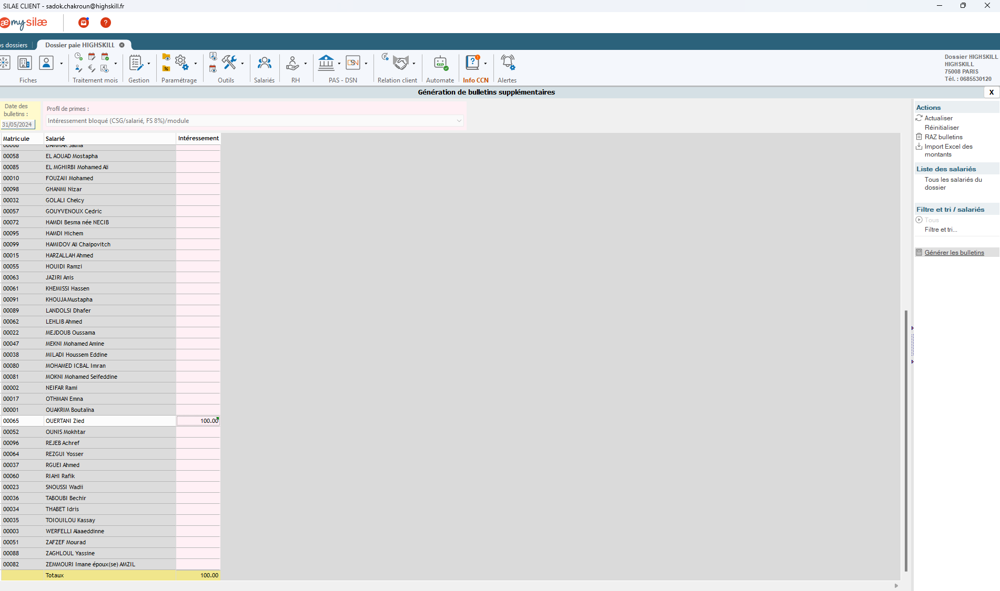 SILAE CLIENT - sadok.chakroun@highskill.fr
my silae
os dossiers
Dossier paie HIGHSKILL
Fiches
Traitement mois
Gestion
Paramétrage
Outils
Salariés
RH
PAS - DSN
Relation client
Automate
Info CCN
Alertes
Dossier HIGHSKILL
HIGHSKILL
75008 PARIS
Tél. : 0685530120
Génération de bulletins supplémentaires
X
Date des
bulletins :
31/05/2024
Profil de primes :
Intéressement bloqué (CSG/salarié, FS 8%)/module
Matricule Salarié Intéressement
00058 EL AOUAD Mostapha
00085 EL MGHIRBI Mohamed Ali
00010 FOUZAII Mohamed
00098 GHANMI Nizar
00032 GOLALI Chelcy
00057 GOUYVENOUX Cedric
00072 HAMDI Besma née NECIB
00095 HAMDI Hichem
00099 HAMIDOV Ali Chaipovitch
00015 HARZALLAH Ahmed
00055 HOUIDI Ramzi
00063 JAZIRI Anis
00061 KHEMISSI Hassen
00091 KHOUJA Mustapha
00089 LANDOLSI Dhafer
00062 LEHLIB Ahmed
00022 MEJDOUB Oussama
00047 MEKNI Mohamed Amine
00038 MILADI Houssem Eddine
00080 MOHAMED ICBAL Imran
00081 MOKNI Mohamed Seifeddine
00002 NEIFAR Rami
00017 OTHMAN Emna
00001 OUAKRIM Boutaïna
00065 OUERTANI Zied 100.00
00052 OUNIS Mokhtar
00096 REJEB Achref
00064 REZGUI Yosser
00037 RGUEI Ahmed
00060 RIAHI Rafik
00023 SNOUSSI Wadii
00036 TABOUBI Bechir
00034 THABET Idris
00035 TOIOUILOU Kassay
00003 WERFELLI Alaaeddinne
00051 ZAFZEF Mourad
00088 ZAGHLOUL Yassine
00082 ZEMMOURI Imane époux(se) AMZIL
Totaux 100.00
Actions
Actualiser
Réinitialiser
RAZ bulletins
Import Excel des
montants
Liste des salariés
Tous les salariés du
dossier
Filtre et tri / salariés
Tous
Filtre et tri...
Générer les bulletins